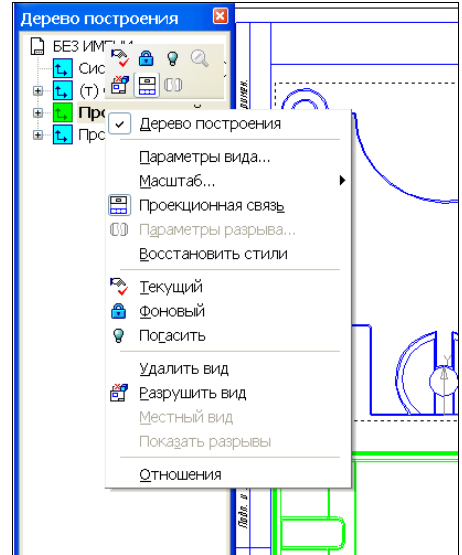 Дерево построения
БЕЗ ИМЕНИ
Сис
(т)
Про
Про
Дерево построения
Параметры вида...
Масштаб...
Проекционная связь
Параметры разрыва...
Восстановить стили
Текущий
Фоновый
Погасить
Удалить вид
Разрушить вид
Местный вид
Показать разрывы
Отношения